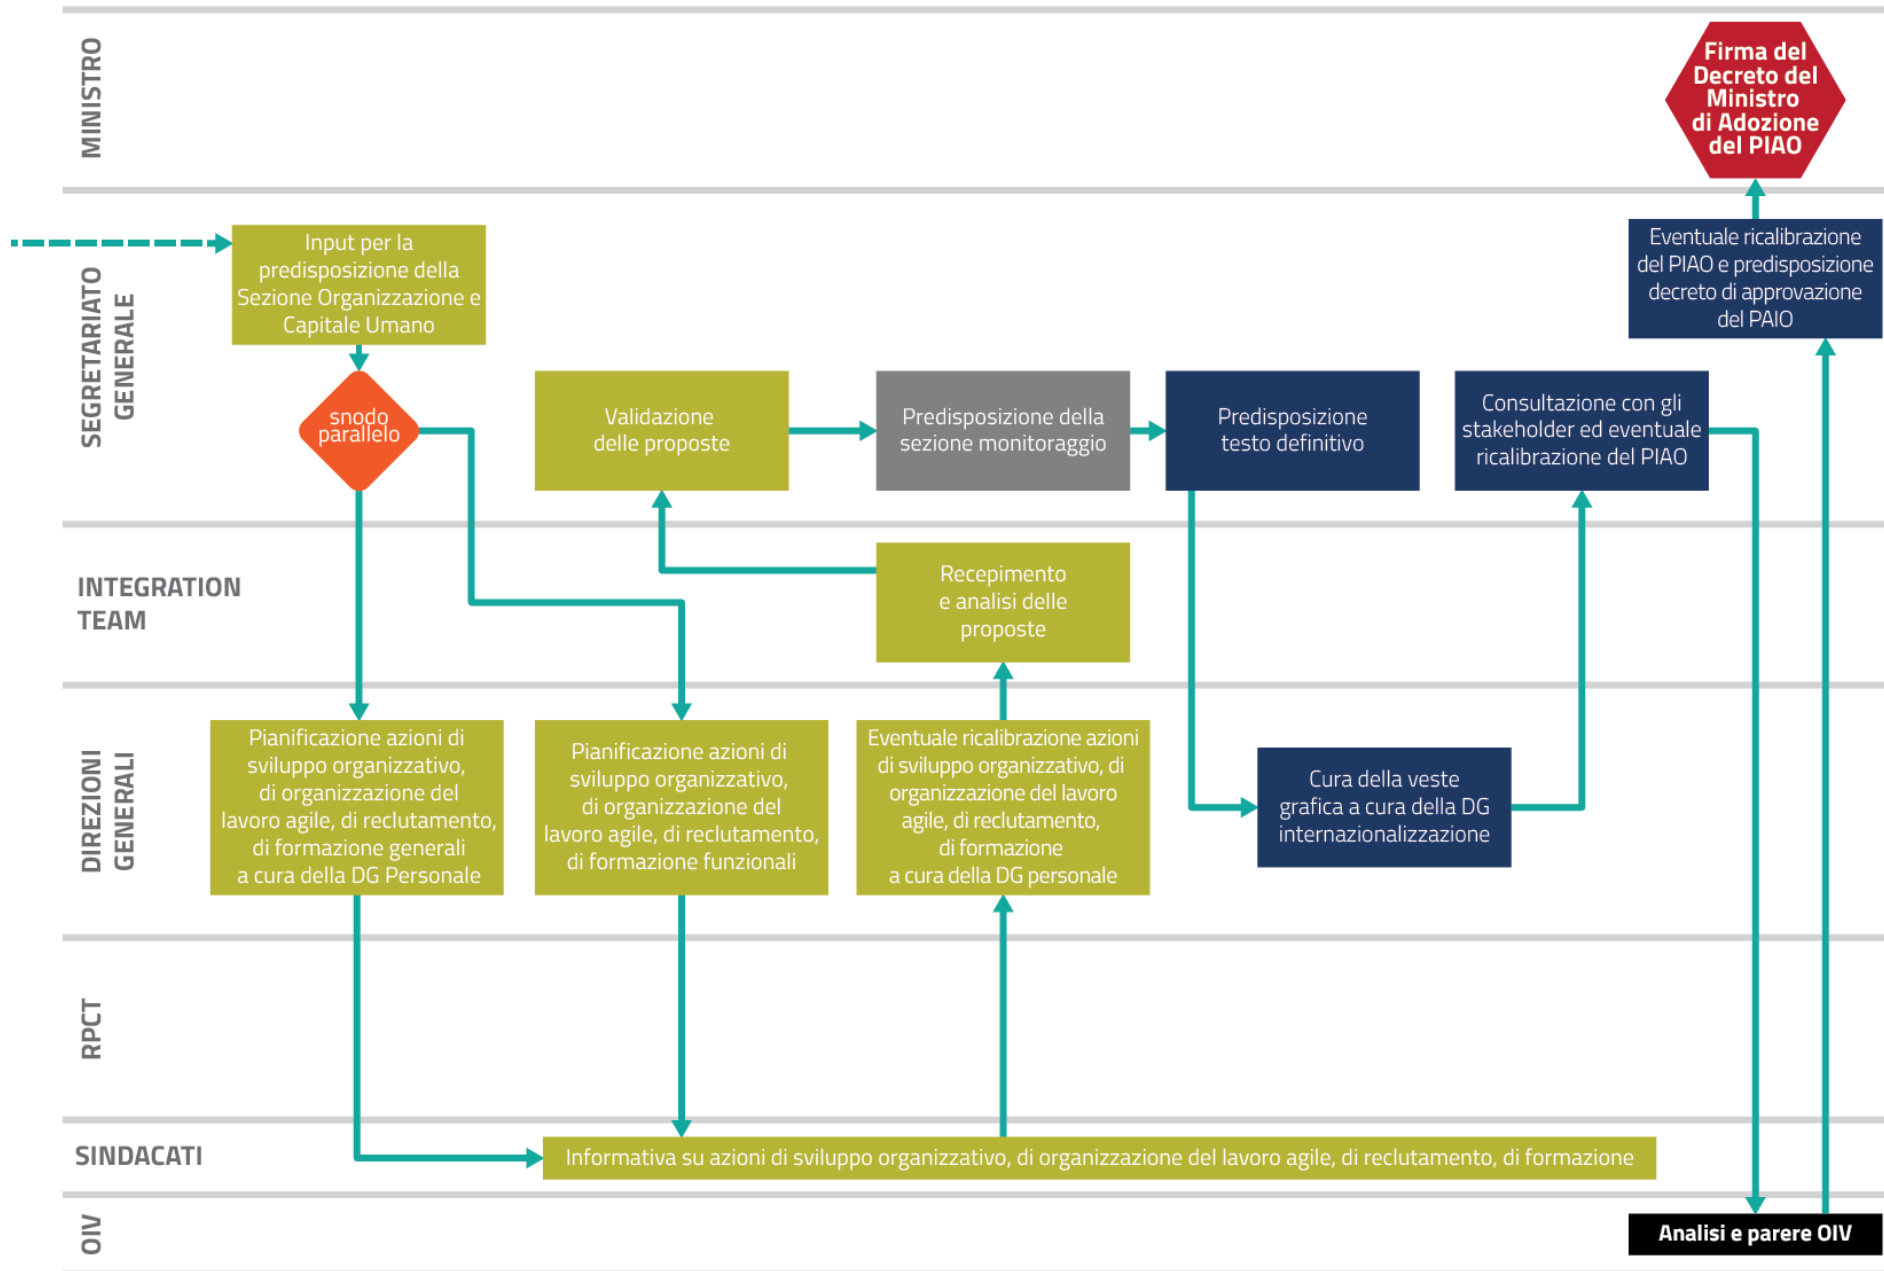 MINISTRO
Firma del
Decreto del
Ministro
di Adozione
del PIAO
SEGRETARIATO
GENERALE
Input per la
predisposizione della
Sezione Organizzazione e
Capitale Umano
Eventuale ricalibrazione
del PIAO e predisposizione
decreto di approvazione
del PAIO
snodo
parallelo
Validazione
delle proposte
Predisposizione della
sezione monitoraggio
Predisposizione
testo definitivo
Consultazione con gli
stakeholder ed eventuale
ricalibrazione del PIAO
INTEGRATION
TEAM
Recepimento
e analisi delle
proposte
DIREZIONI
GENERALI
Pianificazione azioni di
sviluppo organizzativo,
di organizzazione del
lavoro agile, di reclutamento,
di formazione generali
a cura della DG Personale
Pianificazione azioni di
sviluppo organizzativo,
di organizzazione del
lavoro agile, di reclutamento,
di formazione funzionali
Eventuale ricalibrazione azioni
di sviluppo organizzativo, di
organizzazione del lavoro
agile, di reclutamento,
di formazione
a cura della DG personale
Cura della veste
grafica a cura della DG
internazionalizzazione
RPCT
SINDACATI
Informativa su azioni di sviluppo organizzativo, di organizzazione del lavoro agile, di reclutamento, di formazione
OIV
Analisi e parere OIV